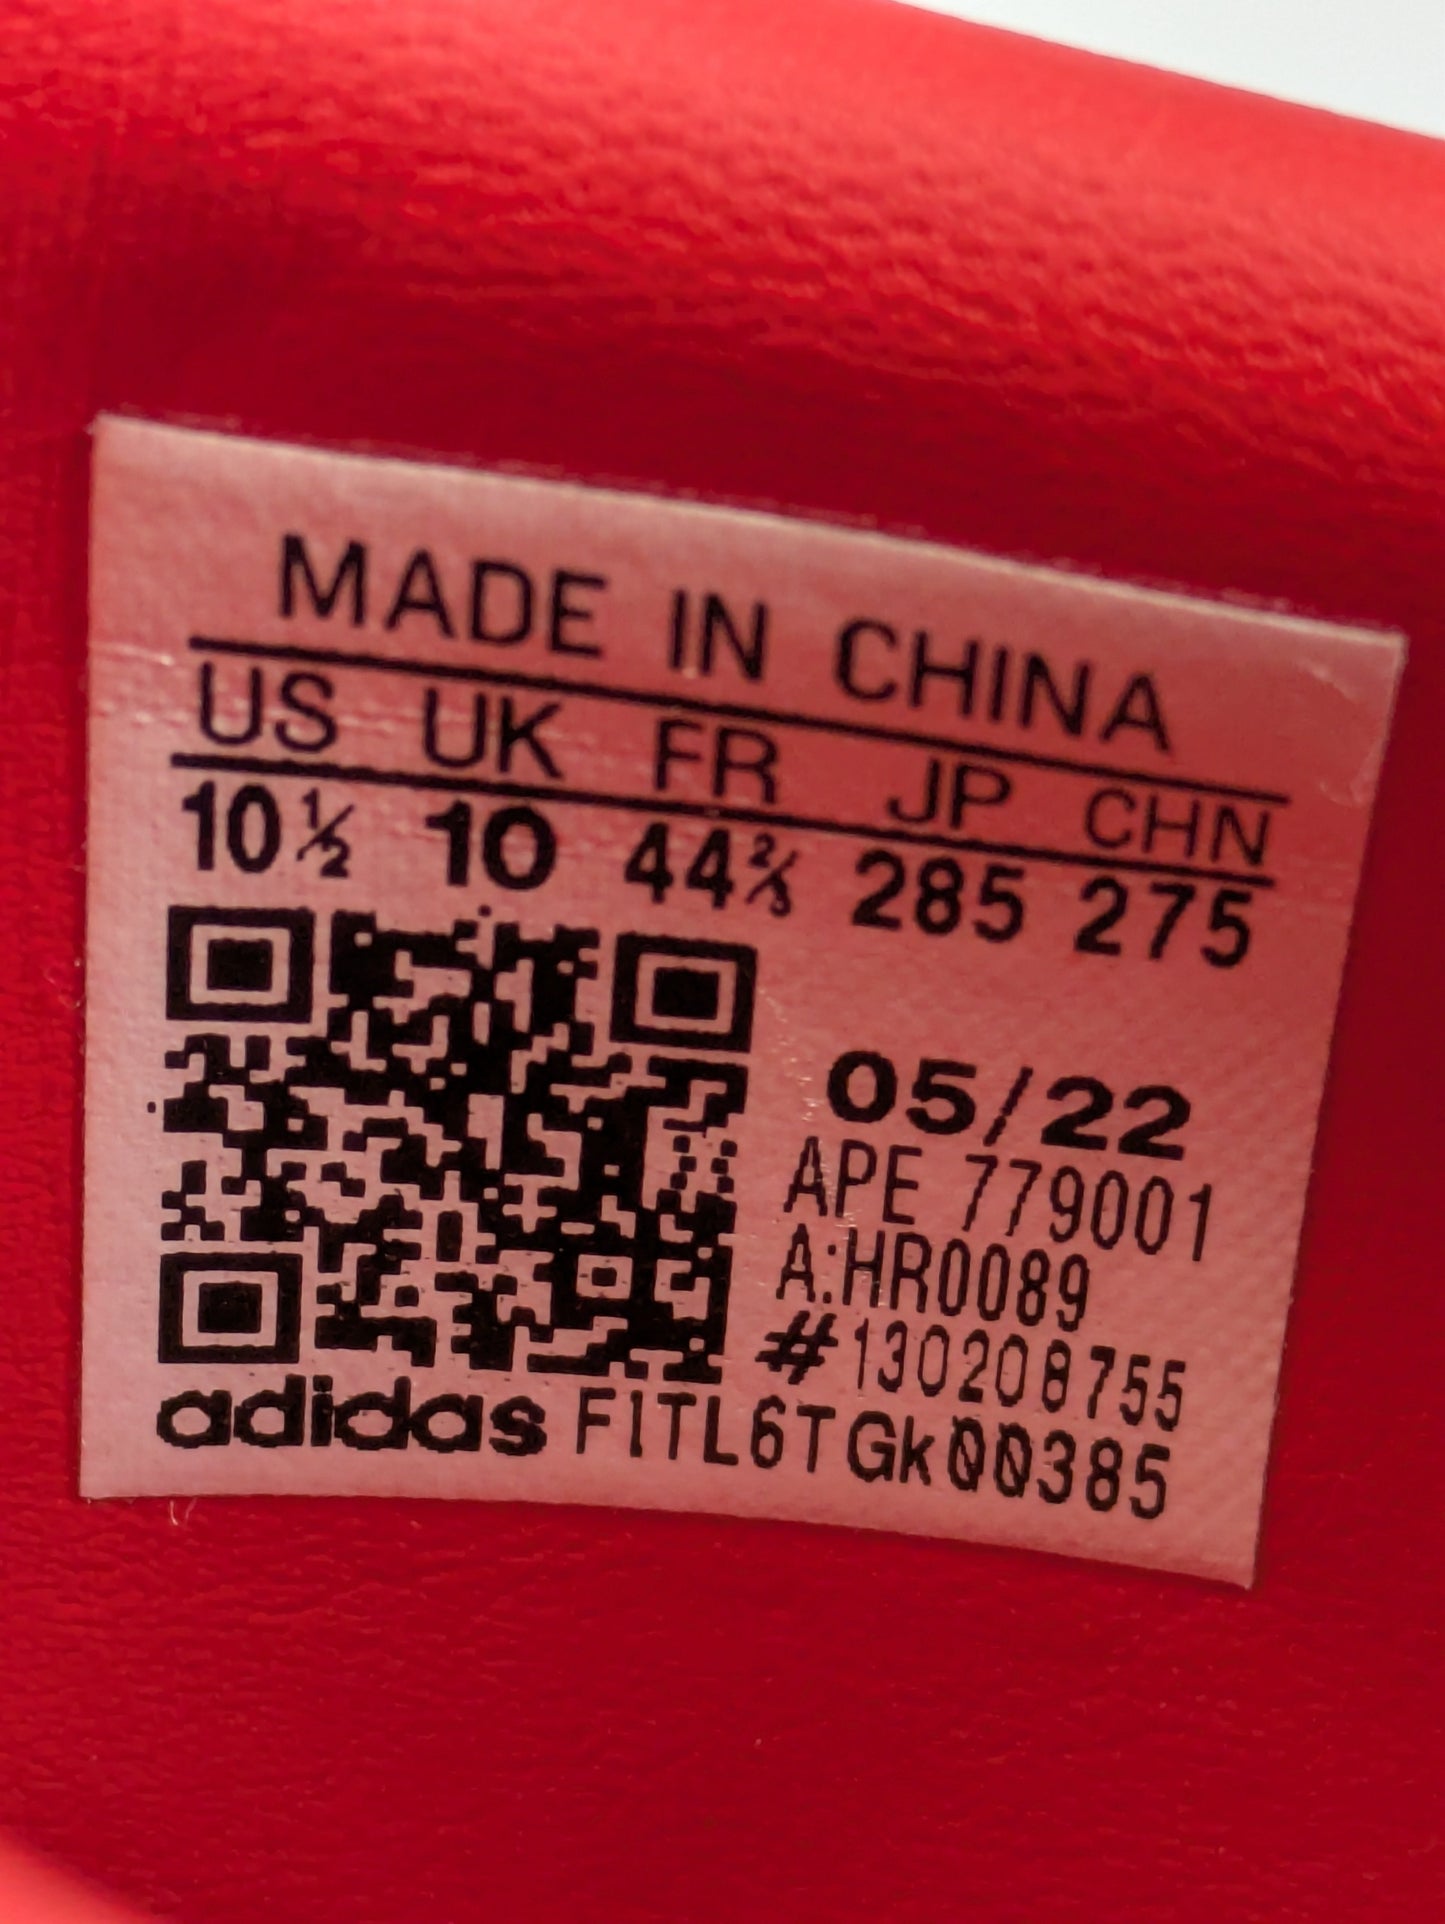 MADE IN CHINA
US UK FR JP CHN
10½ 10 44⅔ 285 275
05/22
APE 779001
A:HR0089
#130208755
adidas F1TL6TGk00385